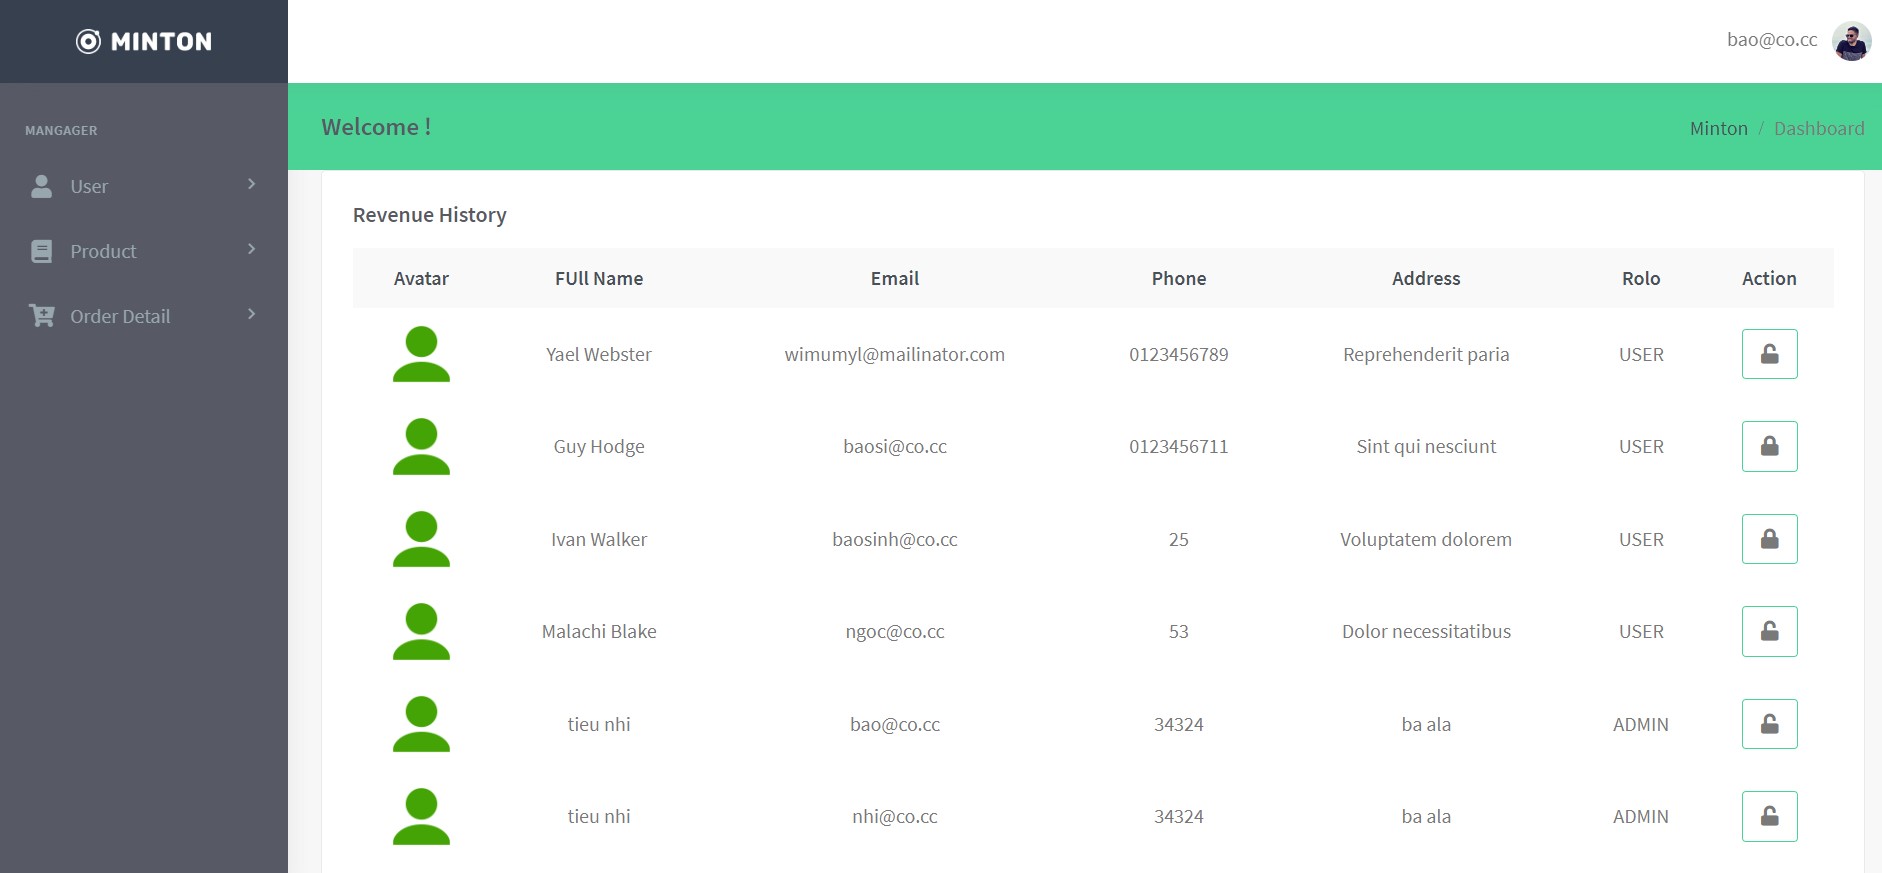 MINTON
bao@co.cc
Welcome !
Minton / Dashboard
MANGAGER
User
Product
Order Detail
Revenue History
Avatar FUll Name Email Phone Address Rolo Action
Yael Webster wimumyl@mailinator.com 0123456789 Reprehenderit paria USER
Guy Hodge baosi@co.cc 0123456711 Sint qui nesciunt USER
Ivan Walker baosinh@co.cc 25 Voluptatem dolorem USER
Malachi Blake ngoc@co.cc 53 Dolor necessitatibus USER
tieu nhi bao@co.cc 34324 ba ala ADMIN
tieu nhi nhi@co.cc 34324 ba ala ADMIN